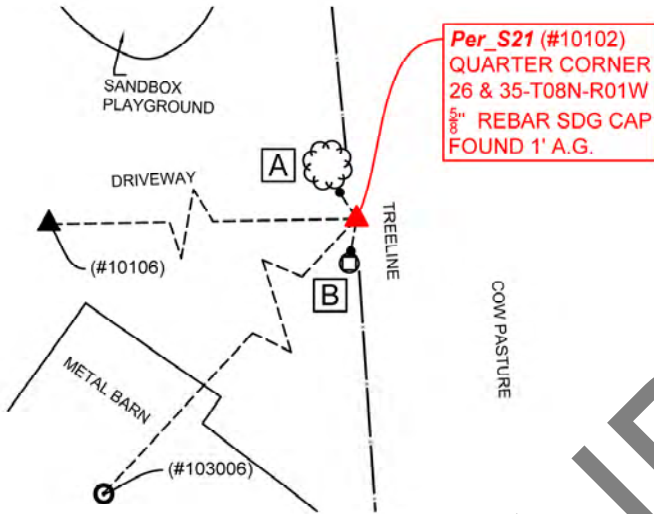 Per_S21 (#10102)
QUARTER CORNER
26 & 35-T08N-R01W
5/8" REBAR SDG CAP
FOUND 1' A.G.
SANDBOX
PLAYGROUND
A
DRIVEWAY
TREELINE
(#10106)
B
COW PASTURE
METAL BARN
(#103006)